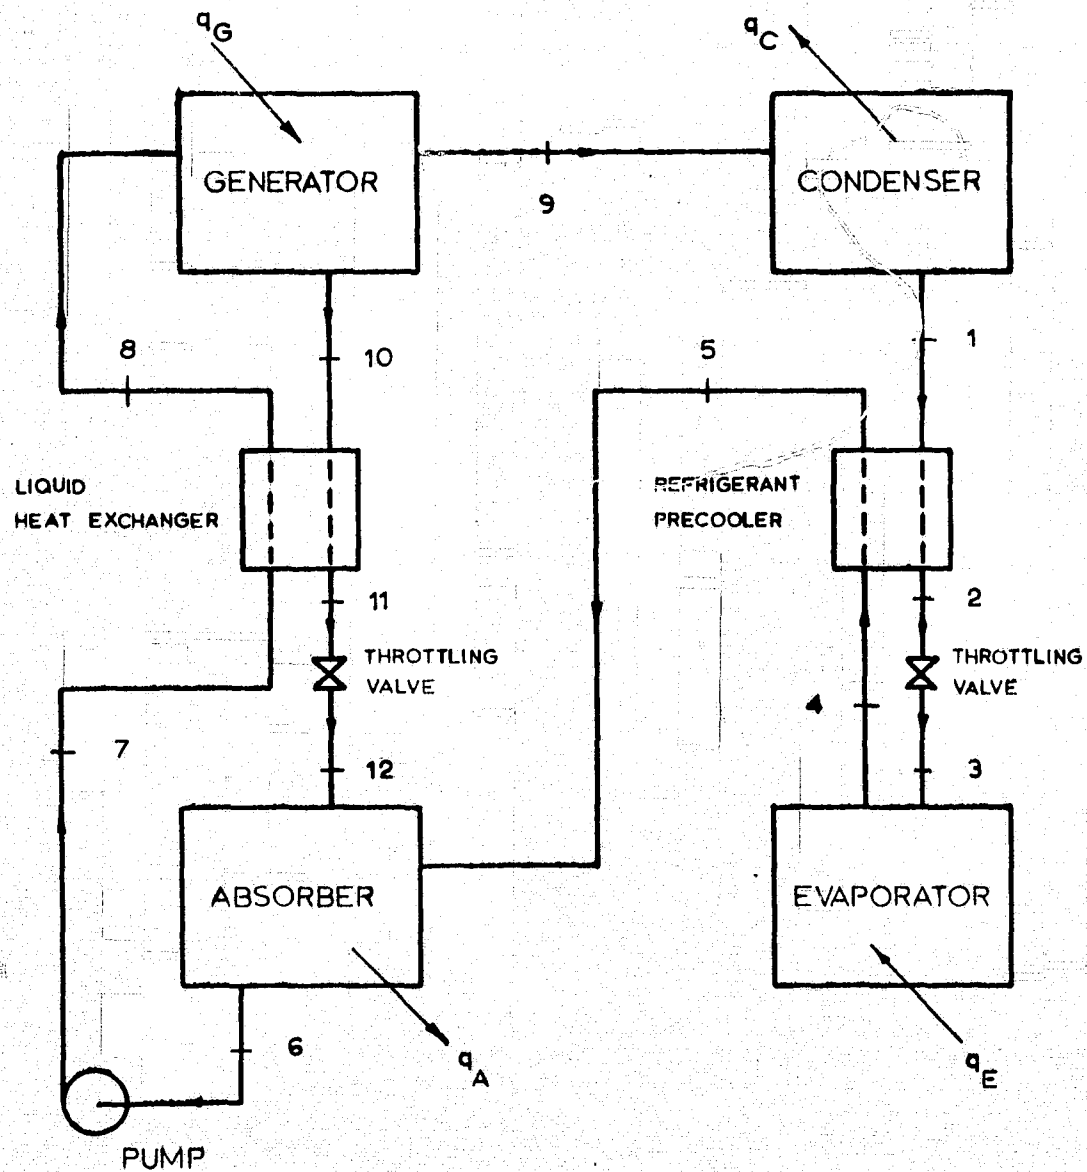 qG
qC
GENERATOR
CONDENSER
9
8
10
5
1
LIQUID
HEAT EXCHANGER
REFRIGERANT
PRECOOLER
11
2
THROTTLING
VALVE
THROTTLING
VALVE
4
7
12
3
ABSORBER
EVAPORATOR
6
qA
qE
PUMP